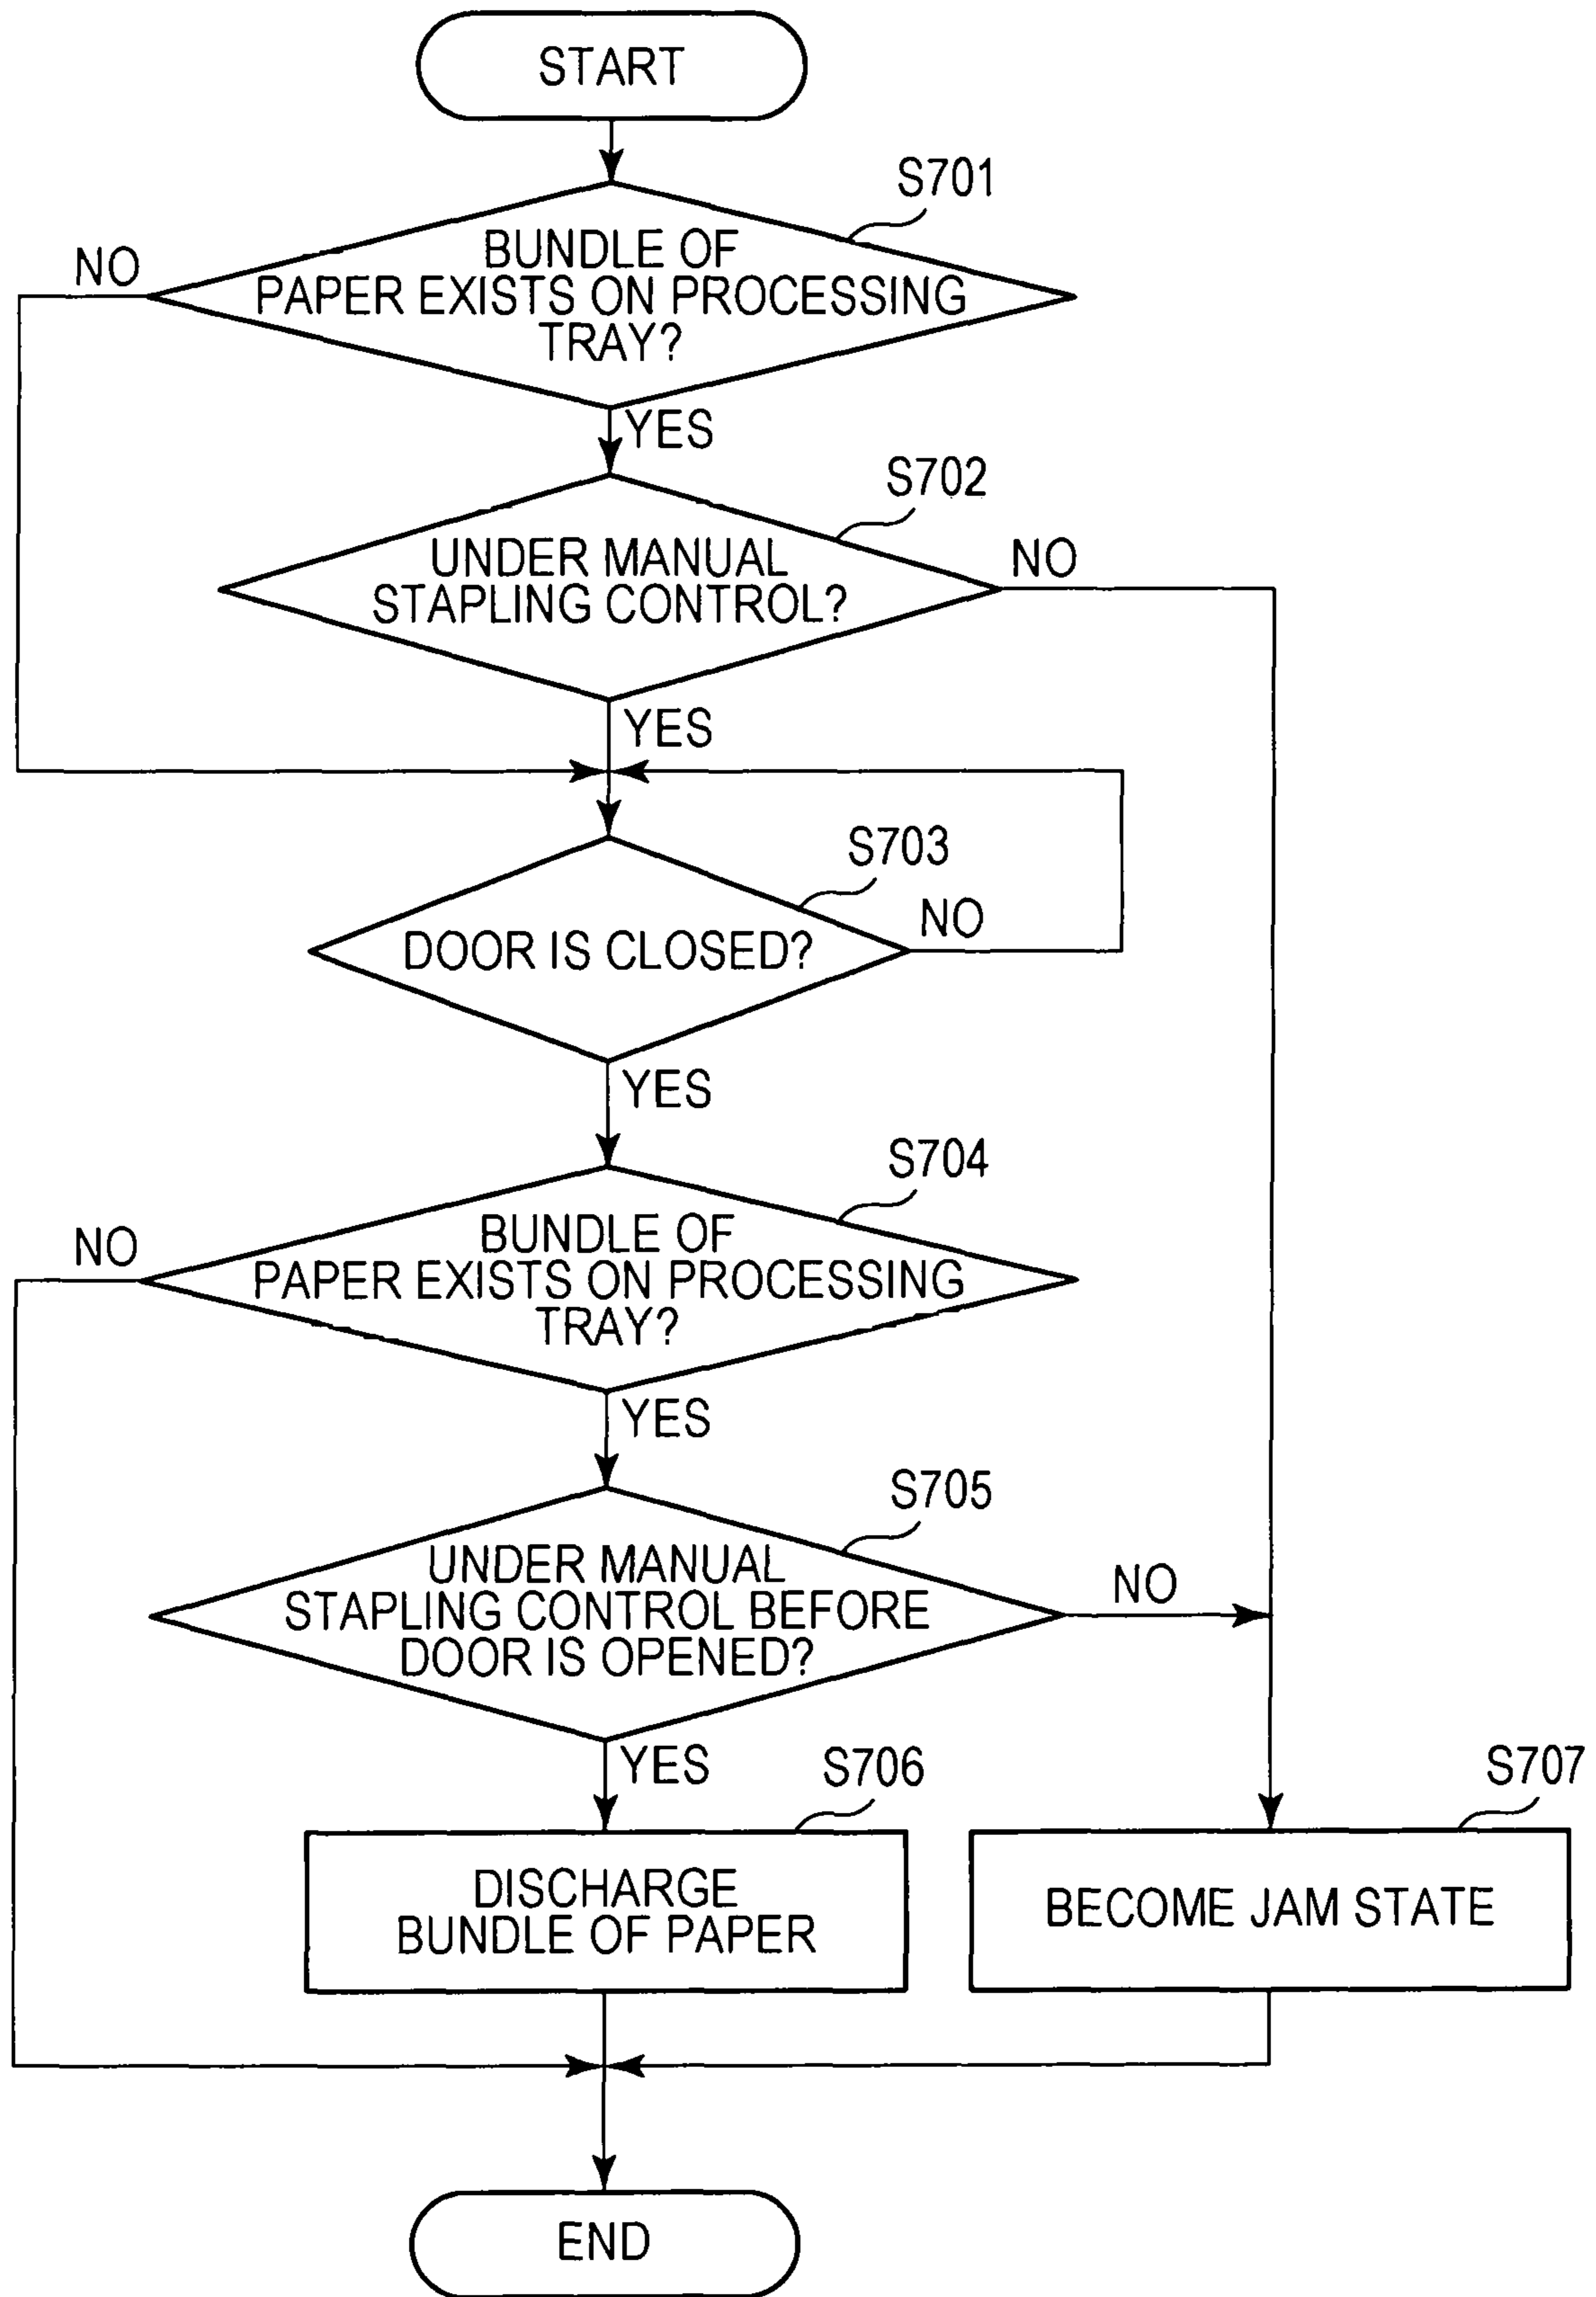 START
S701
NO
BUNDLE OF
PAPER EXISTS ON PROCESSING
TRAY?
YES
S702
UNDER MANUAL
STAPLING CONTROL?
NO
YES
S703
DOOR IS CLOSED?
NO
YES
S704
NO
BUNDLE OF
PAPER EXISTS ON PROCESSING
TRAY?
YES
S705
UNDER MANUAL
STAPLING CONTROL BEFORE
DOOR IS OPENED?
NO
YES
S706
S707
DISCHARGE
BUNDLE OF PAPER
BECOME JAM STATE
END